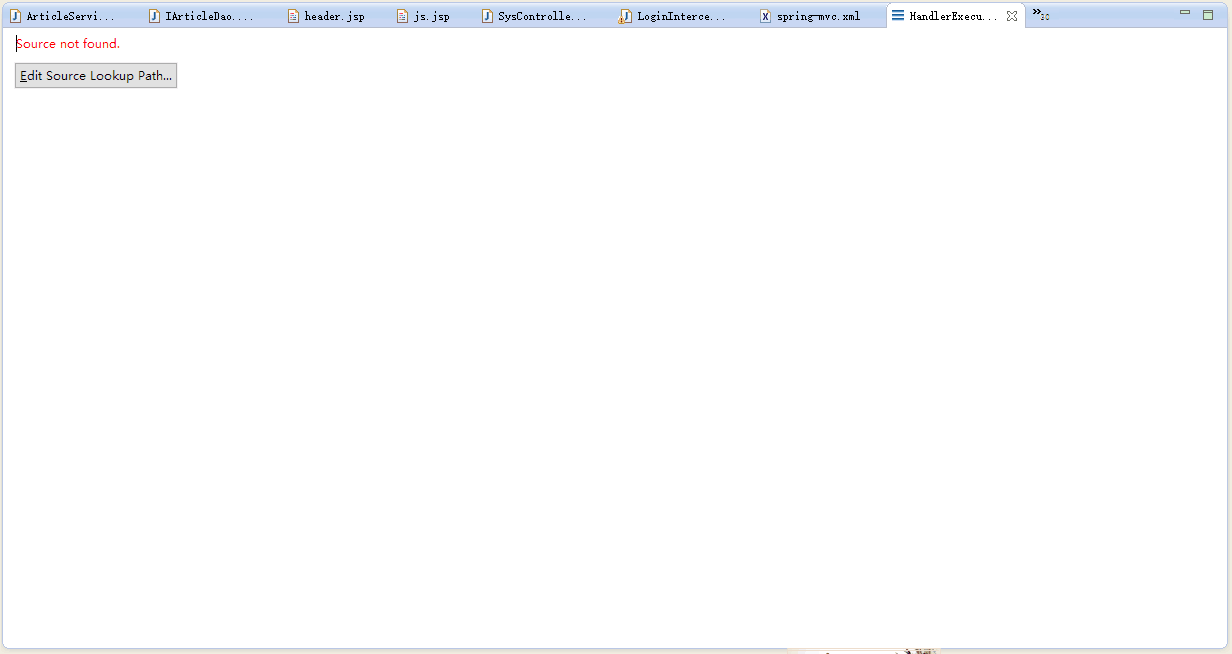 ArticleServi... IArticleDao.... header.jsp js.jsp SysControlle... LoginInterce... spring-mvc.xml HandlerExecu... »30
Source not found.
Edit Source Lookup Path...